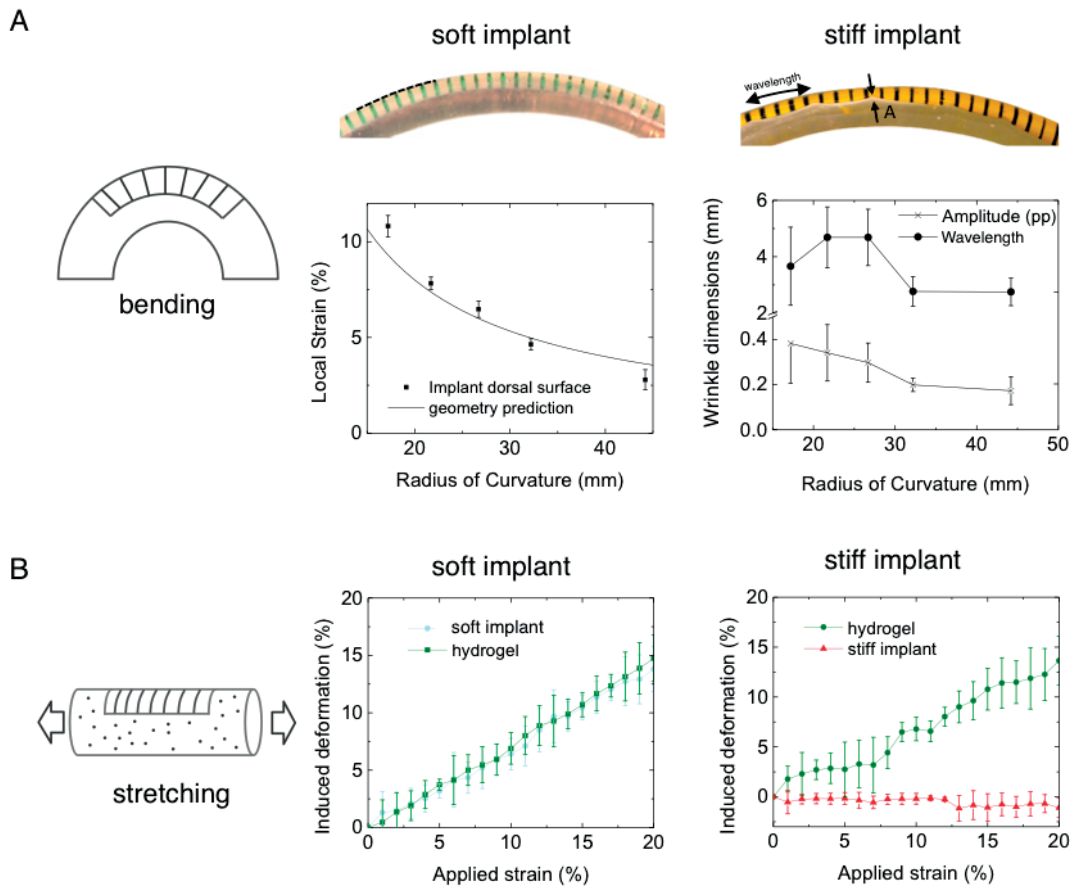 A
soft implant
stiff implant
wavelength
A
bending
Local Strain (%)
10
5
0
Implant dorsal surface
geometry prediction
20
30
40
Radius of Curvature (mm)
Wrinkle dimensions (mm)
6
4
2
0.4
0.2
0.0
Amplitude (pp)
Wavelength
20
30
40
50
Radius of Curvature (mm)
B
soft implant
stiff implant
stretching
Induced deformation (%)
20
15
10
5
0
soft implant
hydrogel
0
5
10
15
20
Applied strain (%)
Induced deformation (%)
20
15
10
5
0
hydrogel
stiff implant
0
5
10
15
20
Applied strain (%)